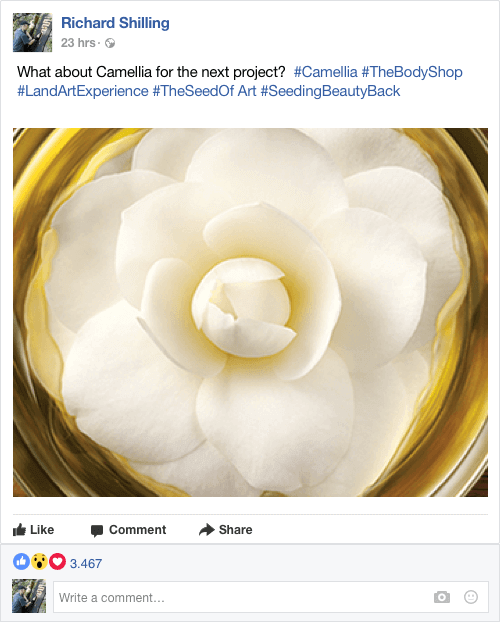 Richard Shilling
23 hrs ·
What about Camellia for the next project?  #Camellia #TheBodyShop
#LandArtExperience #TheSeedOf Art #SeedingBeautyBack
Like Comment Share
3.467
Write a comment...